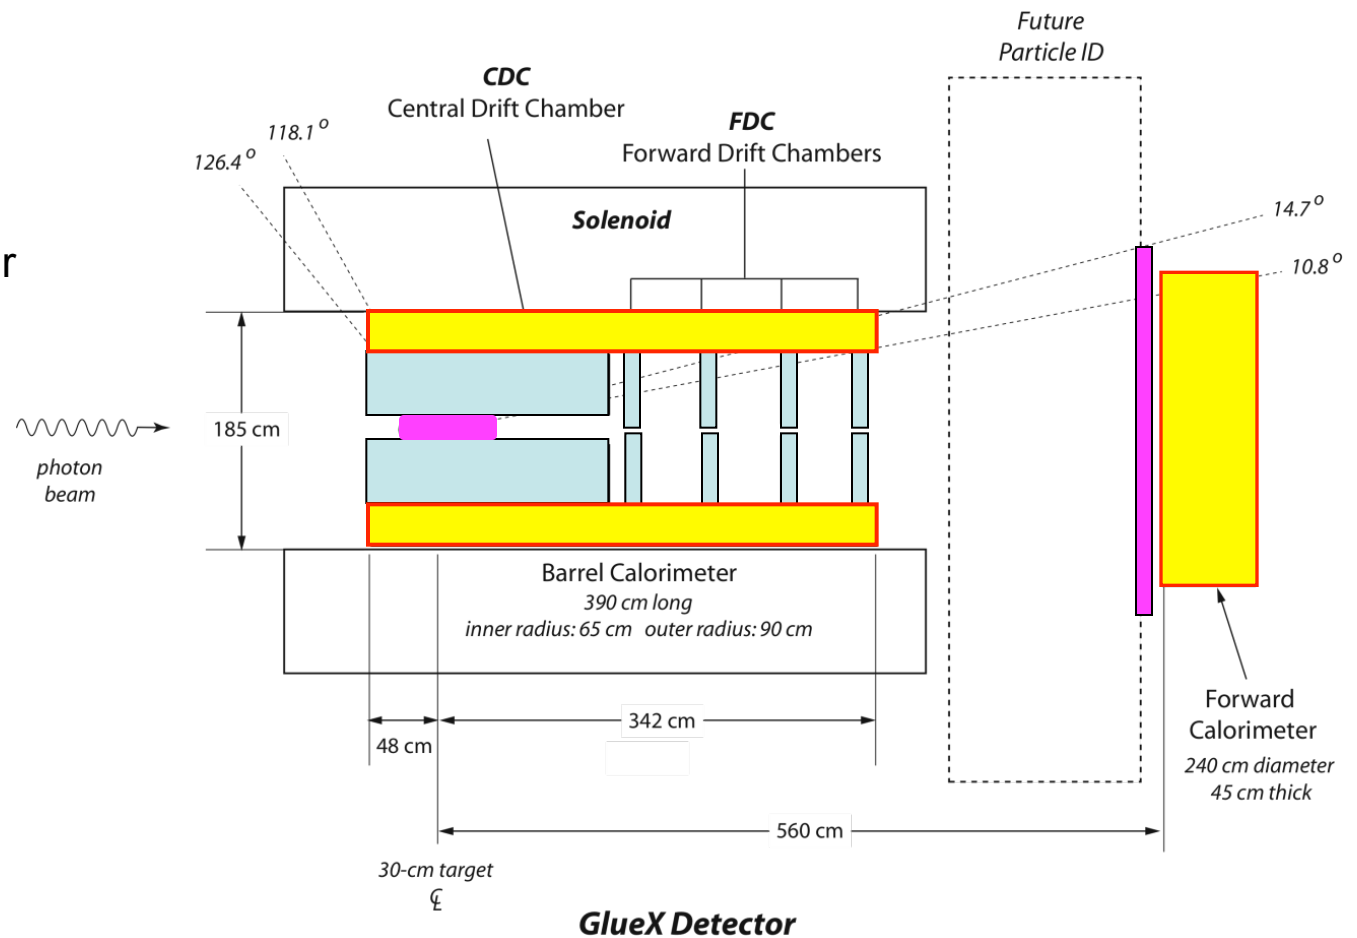 Future
Particle ID
CDC
Central Drift Chamber
FDC
Forward Drift Chambers
118.1 o
126.4 o
Solenoid
14.7 o
10.8 o
r
185 cm
photon
beam
Barrel Calorimeter
390 cm long
inner radius: 65 cm outer radius: 90 cm
342 cm
48 cm
Forward
Calorimeter
240 cm diameter
45 cm thick
560 cm
30-cm target
℄
GlueX Detector